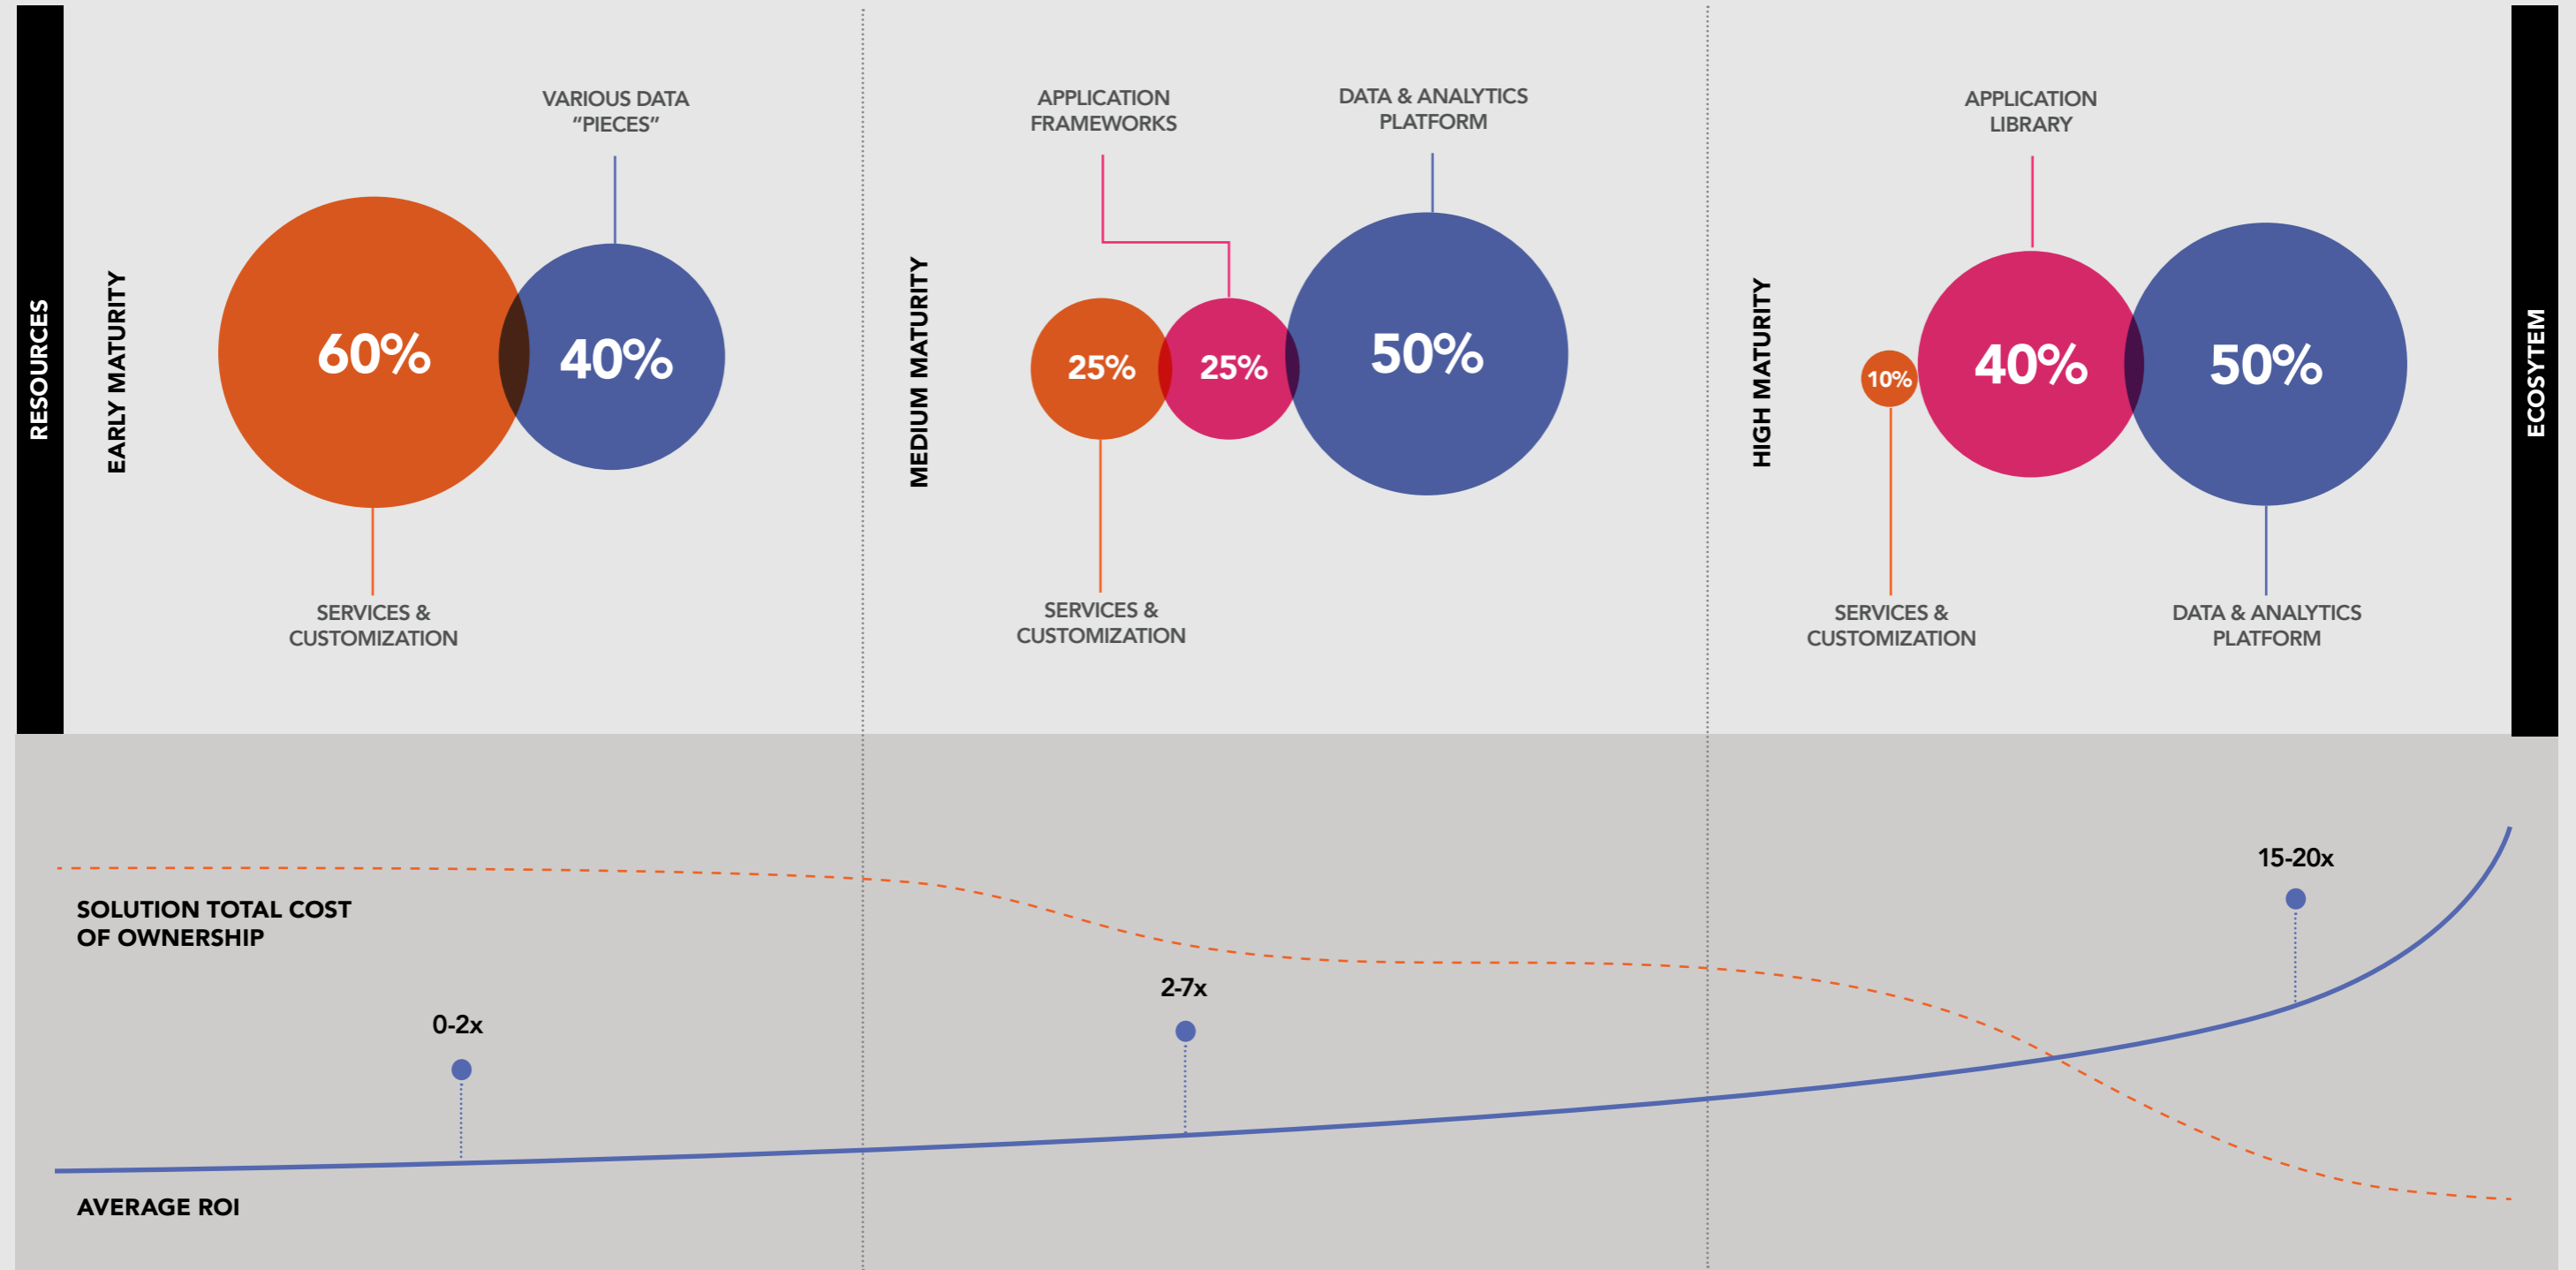 RESOURCES
EARLY MATURITY
VARIOUS DATA
“PIECES”
60%
40%
SERVICES &
CUSTOMIZATION
MEDIUM MATURITY
APPLICATION
FRAMEWORKS
DATA & ANALYTICS
PLATFORM
25%
25%
50%
SERVICES &
CUSTOMIZATION
HIGH MATURITY
APPLICATION
LIBRARY
10%
40%
50%
SERVICES &
CUSTOMIZATION
DATA & ANALYTICS
PLATFORM
ECOSYTEM
SOLUTION TOTAL COST
OF OWNERSHIP
0-2x
2-7x
15-20x
AVERAGE ROI